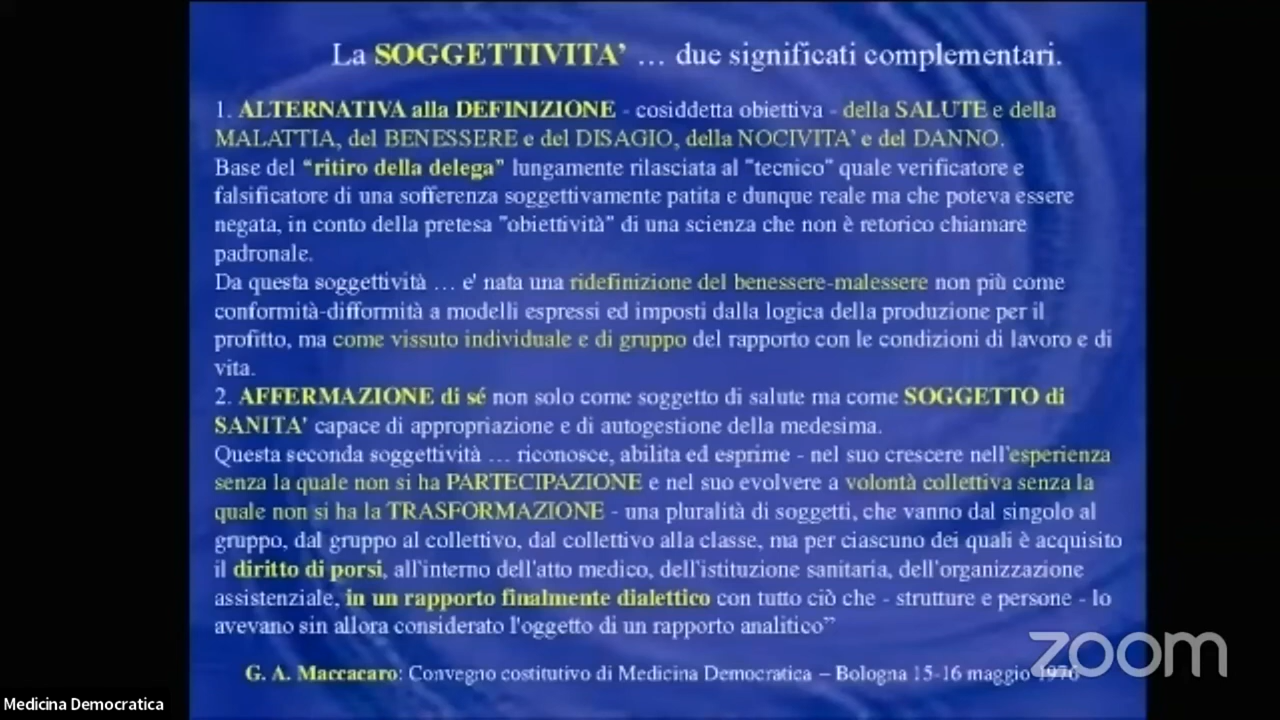 La SOGGETTIVITA’ … due significati complementari.
1. ALTERNATIVA alla DEFINIZIONE - cosiddetta obiettiva - della SALUTE e della
MALATTIA, del BENESSERE e del DISAGIO, della NOCIVITA’ e del DANNO.
Base del “ritiro della delega” lungamente rilasciata al "tecnico" quale verificatore e
falsificatore di una sofferenza soggettivamente patita e dunque reale ma che poteva essere
negata, in conto della pretesa "obiettività" di una scienza che non è retorico chiamare
padronale.
Da questa soggettività … e' nata una ridefinizione del benessere-malessere non più come
conformità-difformità a modelli espressi ed imposti dalla logica della produzione per il
profitto, ma come vissuto individuale e di gruppo del rapporto con le condizioni di lavoro e di
vita.
2. AFFERMAZIONE di sé non solo come soggetto di salute ma come SOGGETTO di
SANITA’ capace di appropriazione e di autogestione della medesima.
Questa seconda soggettività … riconosce, abilita ed esprime - nel suo crescere nell'esperienza
senza la quale non si ha PARTECIPAZIONE e nel suo evolvere a volontà collettiva senza la
quale non si ha la TRASFORMAZIONE - una pluralità di soggetti, che vanno dal singolo al
gruppo, dal gruppo al collettivo, dal collettivo alla classe, ma per ciascuno dei quali è acquisito
il diritto di porsi, all'interno dell'atto medico, dell'istituzione sanitaria, dell'organizzazione
assistenziale, in un rapporto finalmente dialettico con tutto ciò che - strutture e persone - lo
avevano sin allora considerato l'oggetto di un rapporto analitico”
G. A. Maccacaro: Convegno costitutivo di Medicina Democratica – Bologna 15-16 maggio 1976
zoom
Medicina Democratica